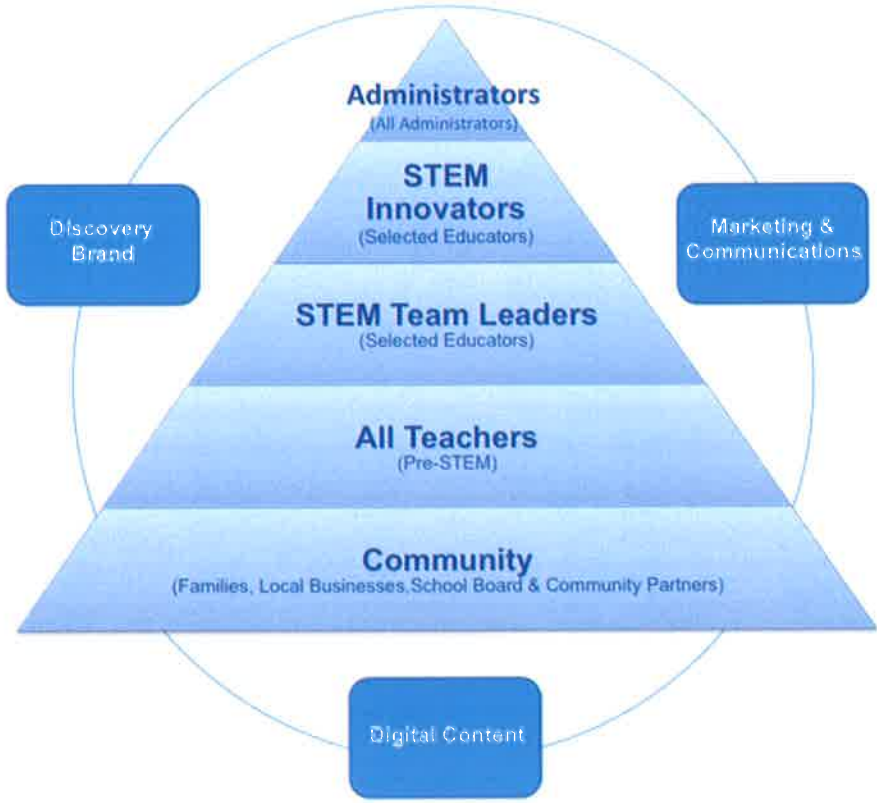 Administrators
(All Administrators)
STEM
Innovators
(Selected Educators)
Discovery
Brand
Marketing &
Communications
STEM Team Leaders
(Selected Educators)
All Teachers
(Pre-STEM)
Community
(Families, Local Businesses,School Board & Community Partners)
Digital Content